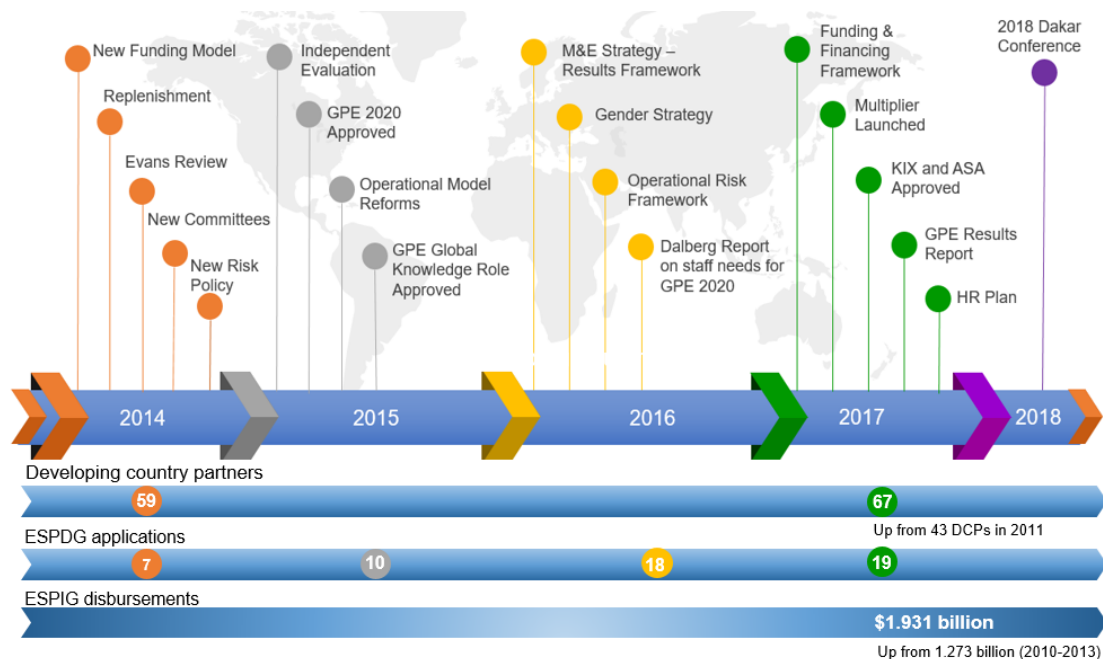 New Funding Model
Replenishment
Evans Review
New Committees
New Risk
Policy
Independent
Evaluation
GPE 2020
Approved
Operational Model
Reforms
GPE Global
Knowledge Role
Approved
M&E Strategy –
Results Framework
Gender Strategy
Operational Risk
Framework
Dalberg Report
on staff needs for
GPE 2020
Funding &
Financing
Framework
Multiplier
Launched
KIX and ASA
Approved
GPE Results
Report
HR Plan
2018 Dakar
Conference
2014
2015
2016
2017
2018
Developing country partners
59
67
Up from 43 DCPs in 2011
ESPDG applications
7
10
18
19
ESPIG disbursements
$1.931 billion
Up from 1.273 billion (2010-2013)